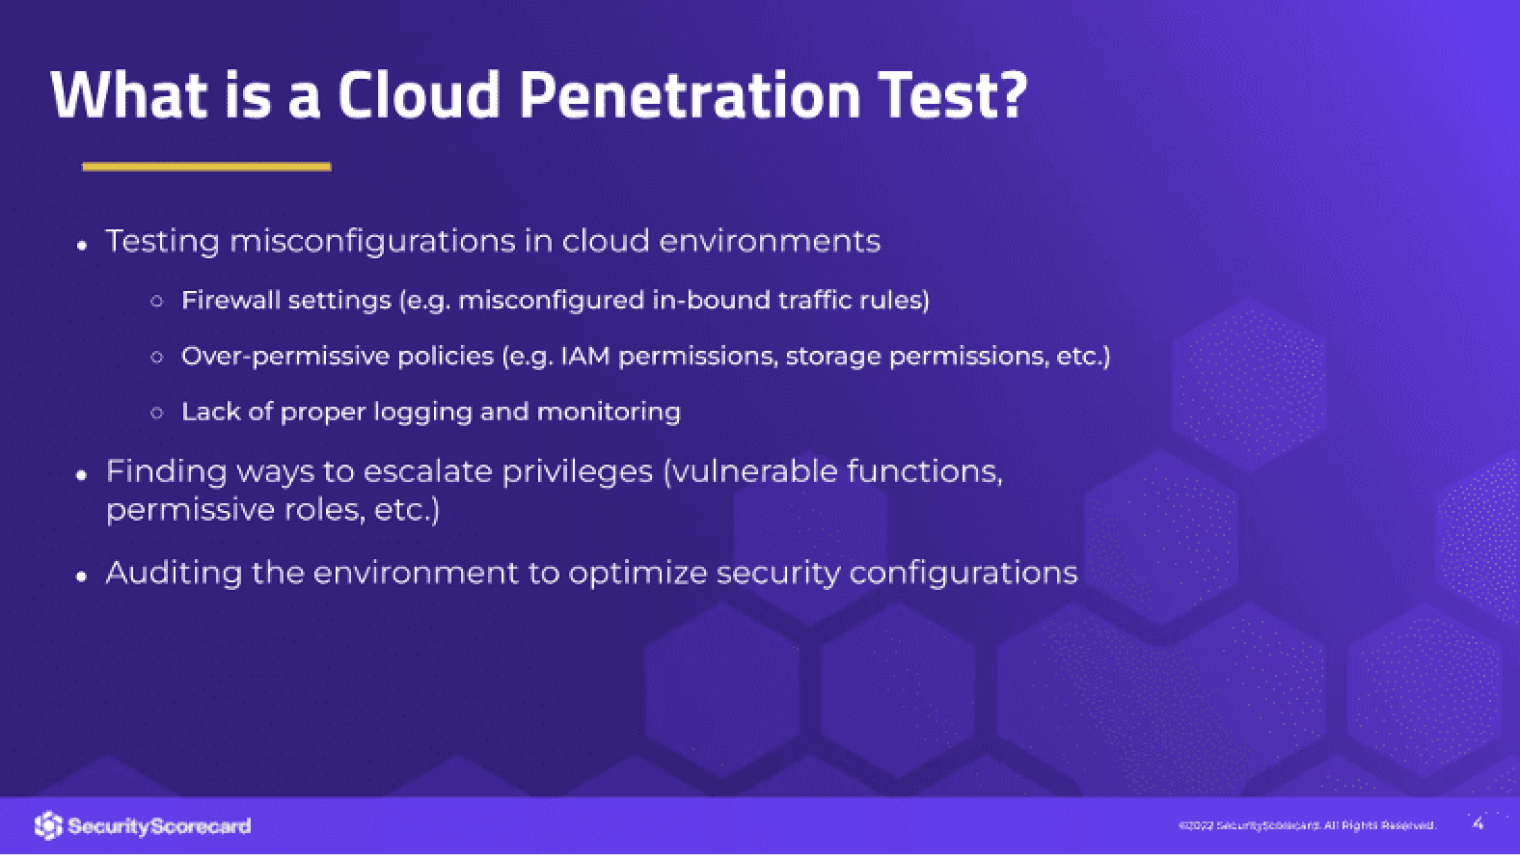 What is a Cloud Penetration Test?
• Testing misconfigurations in cloud environments
○ Firewall settings (e.g. misconfigured in-bound traffic rules)
○ Over-permissive policies (e.g. IAM permissions, storage permissions, etc.)
○ Lack of proper logging and monitoring
• Finding ways to escalate privileges (vulnerable functions,
permissive roles, etc.)
• Auditing the environment to optimize security configurations
SecurityScorecard
©2022 SecurityScorecard. All Rights Reserved.
4